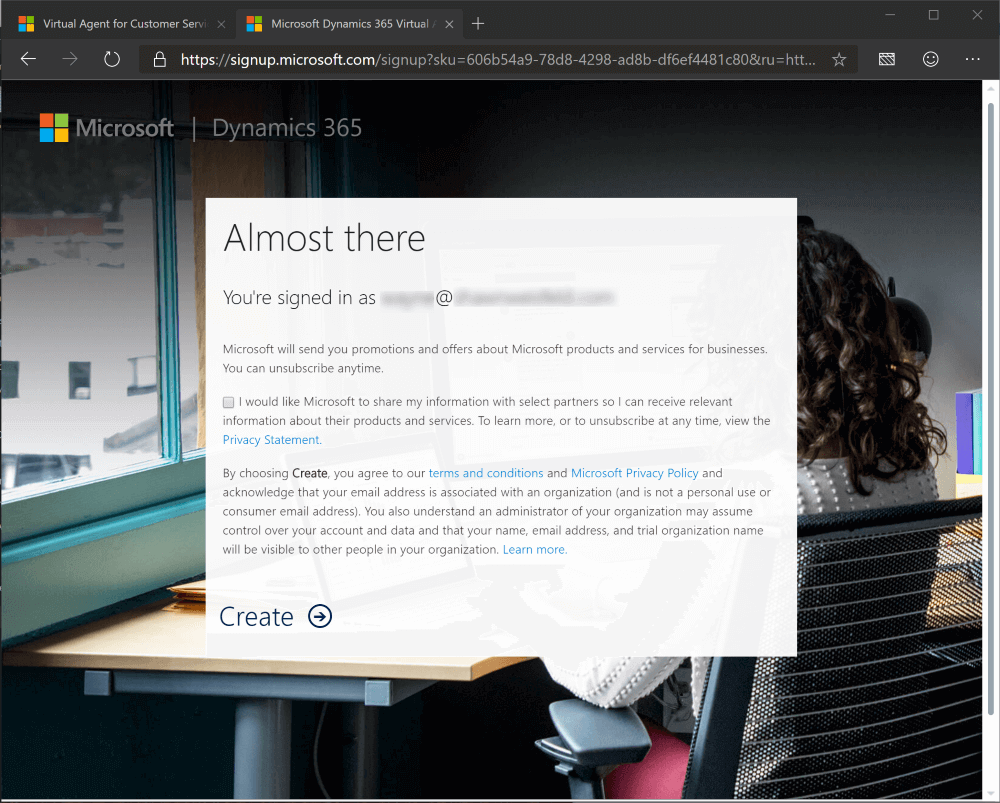 Virtual Agent for Customer Servi
Microsoft Dynamics 365 Virtual A
https://signup.microsoft.com/signup?sku=606b54a9-78d8-4298-ad8b-df6ef4481c80&ru=htt...
Microsoft | Dynamics 365
Almost there
You're signed in as @
Microsoft will send you promotions and offers about Microsoft products and services for businesses.
You can unsubscribe anytime.
I would like Microsoft to share my information with select partners so I can receive relevant
information about their products and services. To learn more, or to unsubscribe at any time, view the
Privacy Statement.
By choosing Create, you agree to our terms and conditions and Microsoft Privacy Policy and
acknowledge that your email address is associated with an organization (and is not a personal use or
consumer email address). You also understand an administrator of your organization may assume
control over your account and data and that your name, email address, and trial organization name
will be visible to other people in your organization. Learn more.
Create